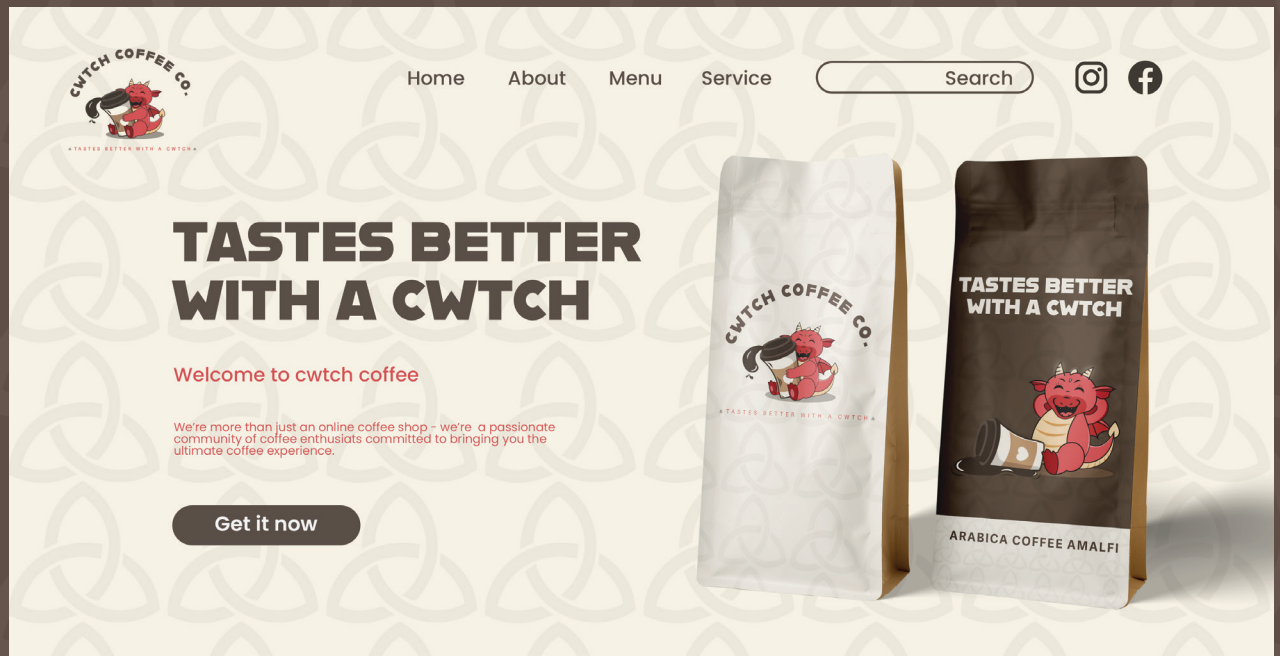 CWTCH COFFEE CO.
TASTES BETTER WITH A CWTCH
Home About Menu Service Search
TASTES BETTER
WITH A CWTCH
Welcome to cwtch coffee
We're more than just an online coffee shop - we're a passionate
community of coffee enthusiats committed to bringing you the
ultimate coffee experience.
Get it now
CWTCH COFFEE CO.
TASTES BETTER WITH A CWTCH
TASTES BETTER
WITH A CWTCH
ARABICA COFFEE AMALFI